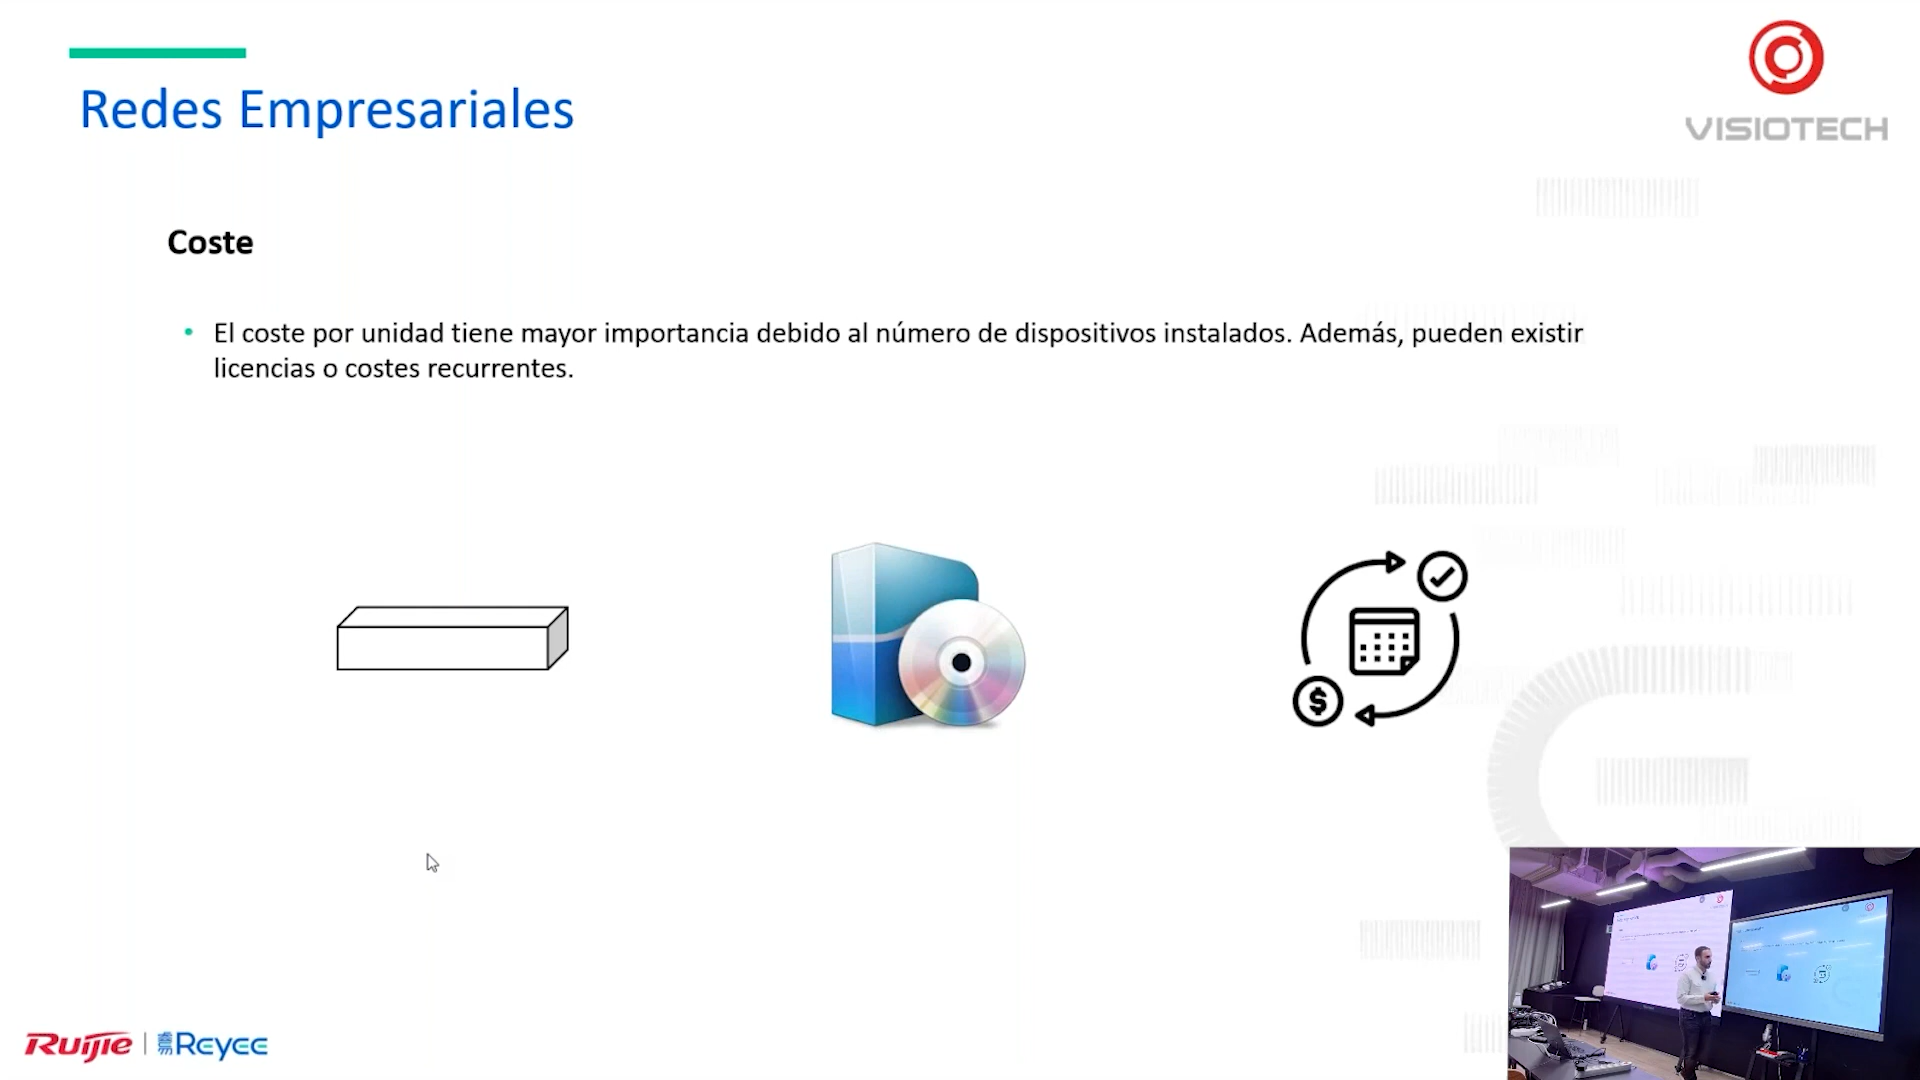 Redes Empresariales
VISIOTECH
Coste
• El coste por unidad tiene mayor importancia debido al número de dispositivos instalados. Además, pueden existir
licencias o costes recurrentes.
$
Ruijie | Reyee